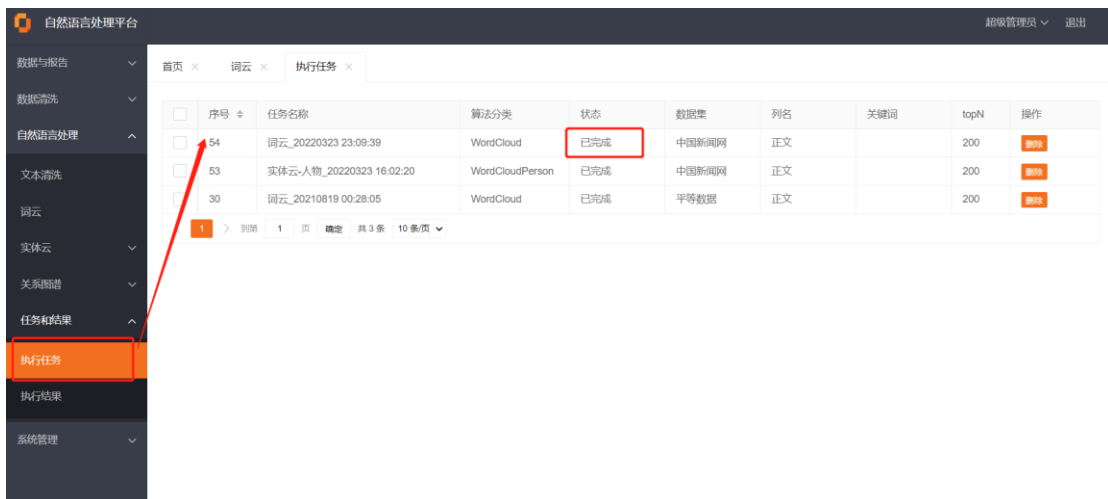 自然语言处理平台
超级管理员 退出
数据与报告
数据清洗
自然语言处理
文本清洗
词云
实体云
关系图谱
任务和结果
执行任务
执行结果
系统管理
首页 词云 执行任务
序号 任务名称 算法分类 状态 数据集 列名 关键词 topN 操作
54 词云_20220323 23:09:39 WordCloud 已完成 中国新闻网 正文 200 删除
53 实体云-人物_20220323 16:02:20 WordCloudPerson 已完成 中国新闻网 正文 200 删除
30 词云_20210819 00:28:05 WordCloud 已完成 平等数据 正文 200 删除
1 > 到第 1 页 确定 共 3 条 10 条/页